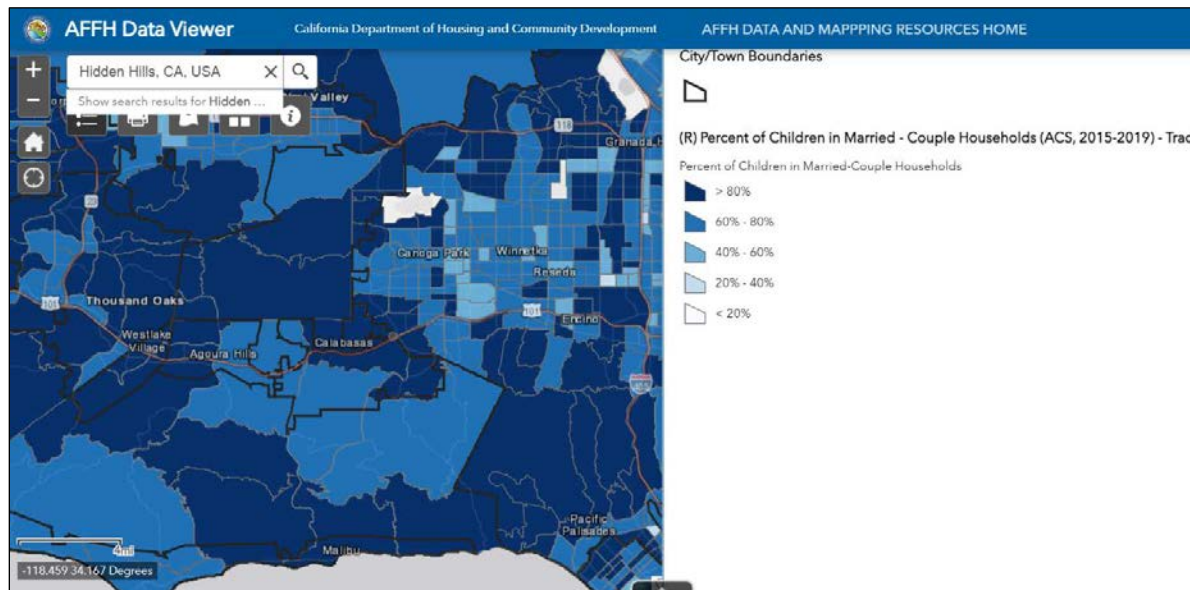 AFFH Data Viewer
California Department of Housing and Community Development
AFFH DATA AND MAPPPING RESOURCES HOME
+
Hidden Hills, CA, USA
−
Show search results for Hidden ...
Valley
118
Granada H
23
Canoga Park
Winnetka
Reseda
101
Thousand Oaks
101
Encino
Westlake
Village
Agoura Hills
Calabasas
405
Pacific
Palisades
Malibu
4mi
-118.459 34.167 Degrees
City/Town Boundaries
(R) Percent of Children in Married - Couple Households (ACS, 2015-2019) - Trac
Percent of Children in Married-Couple Households
> 80%
60% - 80%
40% - 60%
20% - 40%
< 20%